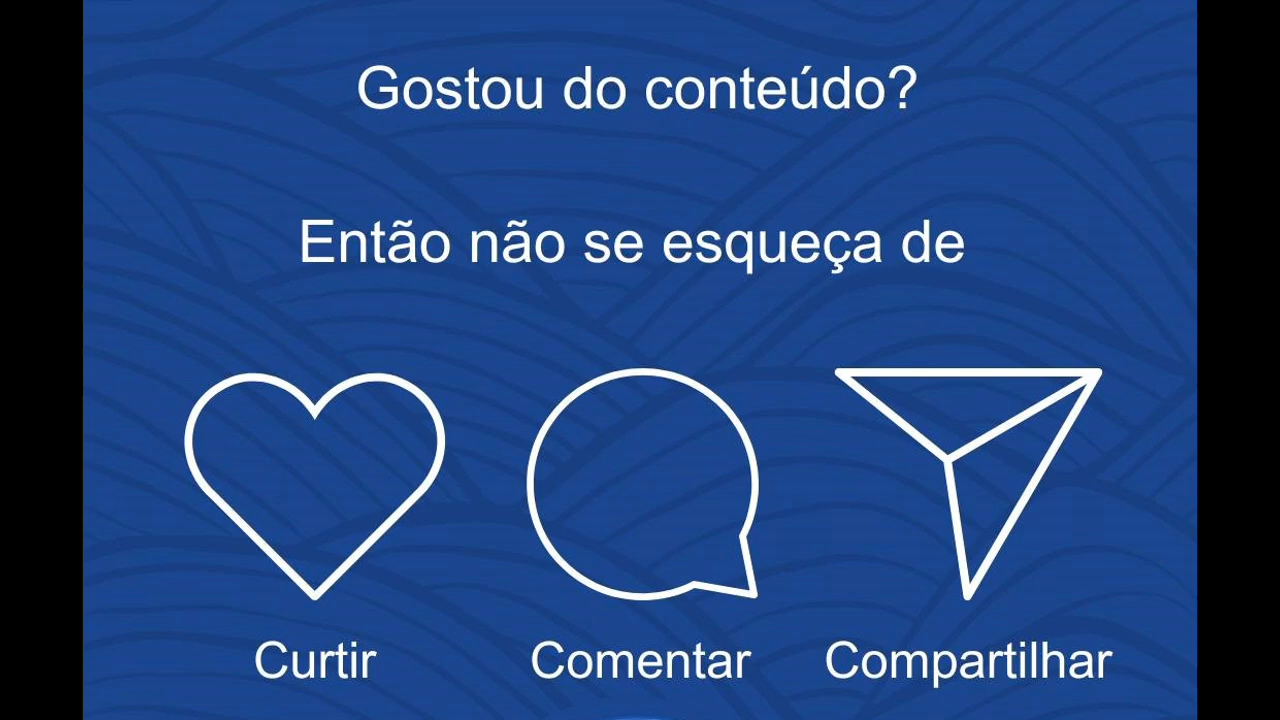 Gostou do conteúdo?
Então não se esqueça de
Curtir Comentar Compartilhar